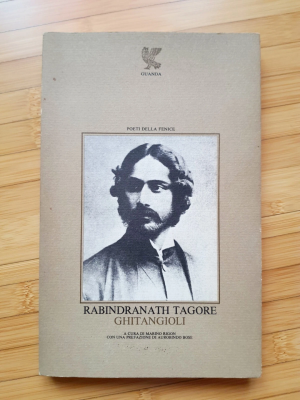 GUANDA
POETI DELLA FENICE
RABINDRANATH TAGORE
GHITANGIOLI
A CURA DI MARINO RIGON
CON UNA PREFAZIONE DI AUROBINDO BOSE